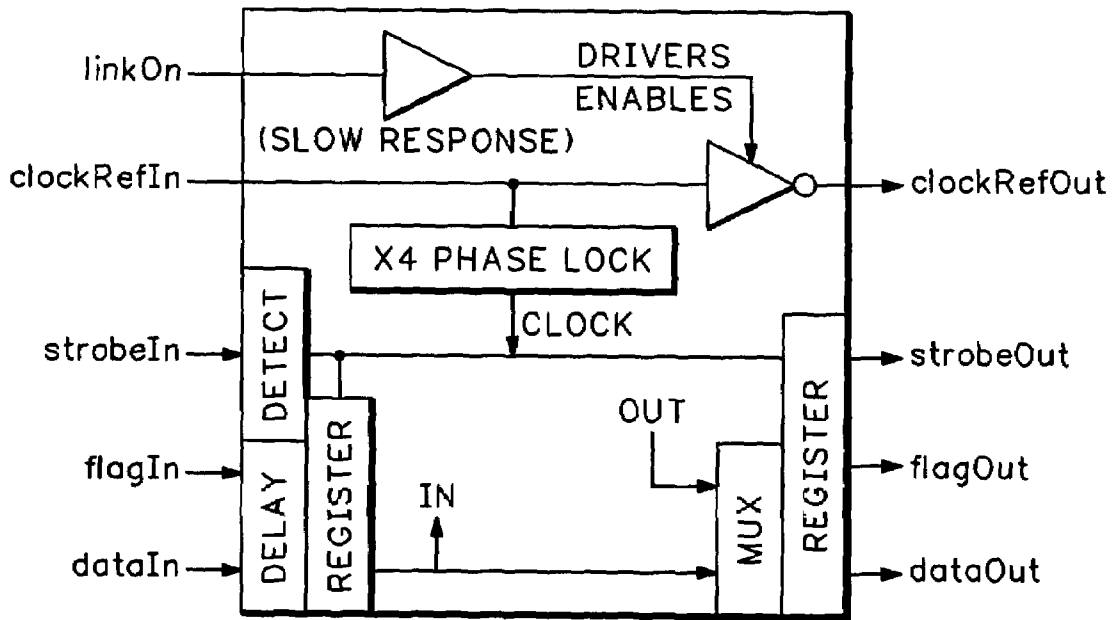 linkOn
DRIVERS
ENABLES
(SLOW RESPONSE)
clockRefIn
clockRefOut
X4 PHASE LOCK
CLOCK
DETECT
strobeIn
strobeOut
OUT
REGISTER
REGISTER
flagIn
flagOut
IN
DELAY
MUX
dataIn
dataOut